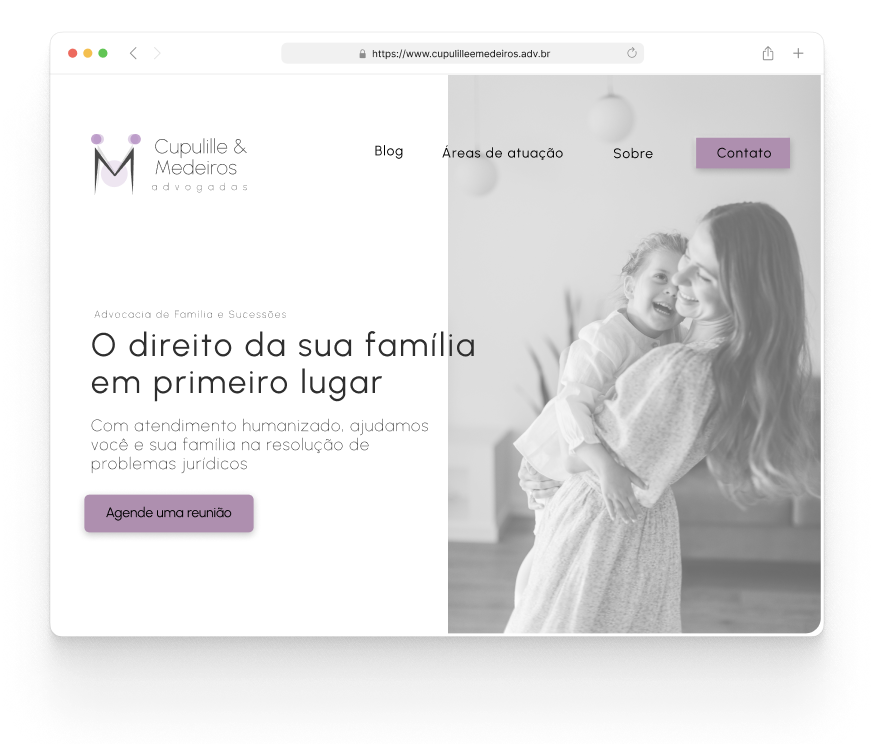 https://www.cupulilleemedeiros.adv.br
Cupulille &
Medeiros
advogadas
Blog
Áreas de atuação
Sobre
Contato
Advocacia de Família e Sucessões
O direito da sua família
em primeiro lugar
Com atendimento humanizado, ajudamos
você e sua família na resolução de
problemas jurídicos
Agende uma reunião